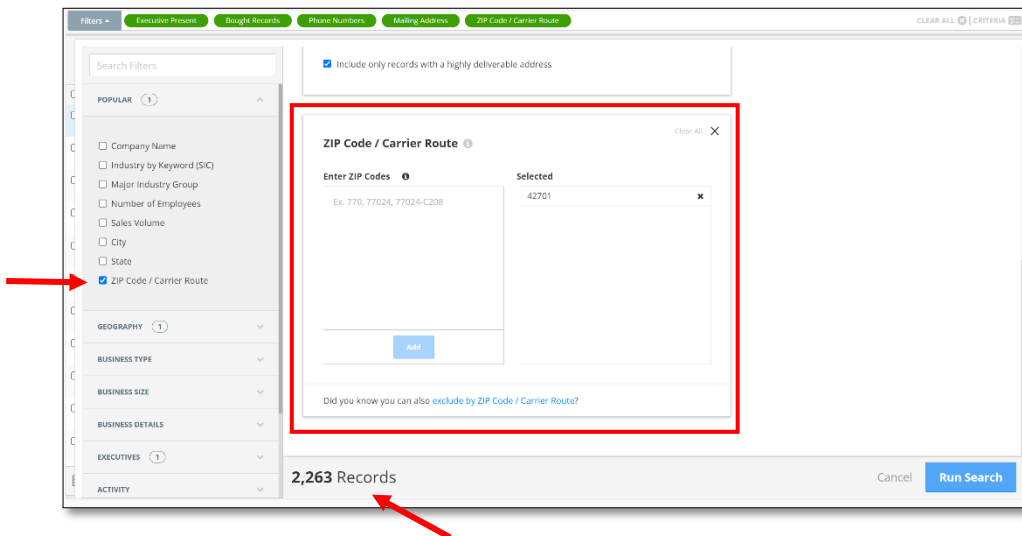 Filters
Executive Present
Bought Records
Phone Numbers
Mailing Address
ZIP Code / Carrier Route
CLEAR ALL | CRITERIA
Search Filters
POPULAR 1
Company Name
Industry by Keyword (SIC)
Major Industry Group
Number of Employees
Sales Volume
City
State
ZIP Code / Carrier Route
GEOGRAPHY 1
BUSINESS TYPE
BUSINESS SIZE
BUSINESS DETAILS
EXECUTIVES 1
ACTIVITY
Include only records with a highly deliverable address
Clear All
ZIP Code / Carrier Route
Enter ZIP Codes
Ex. 770, 77024, 77024-C208
Add
Selected
42701
Did you know you can also exclude by ZIP Code / Carrier Route?
2,263 Records
Cancel
Run Search